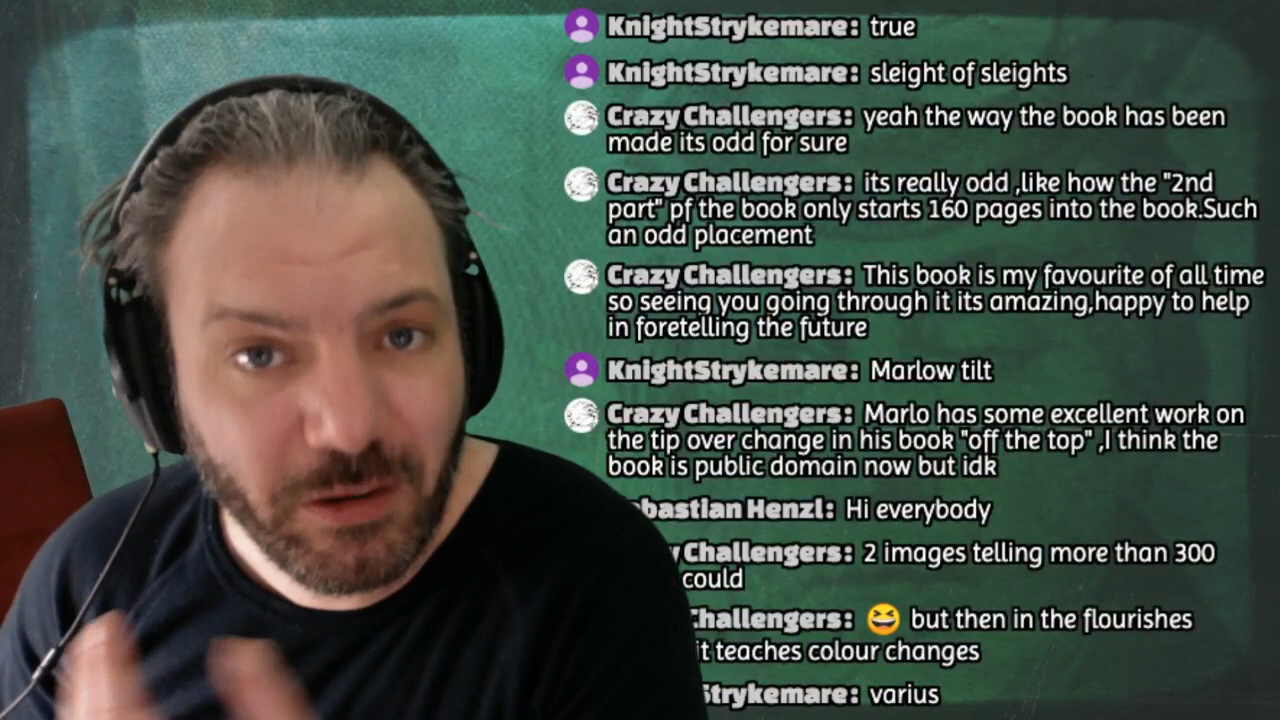 KnightStrykemare: true
KnightStrykemare: sleight of sleights
Crazy Challengers: yeah the way the book has been
made its odd for sure
Crazy Challengers: its really odd ,like how the "2nd
part" pf the book only starts 160 pages into the book.Such
an odd placement
Crazy Challengers: This book is my favourite of all time
so seeing you going through it its amazing,happy to help
in foretelling the future
KnightStrykemare: Marlow tilt
Crazy Challengers: Marlo has some excellent work on
the tip over change in his book "off the top" ,I think the
book is public domain now but idk
bastian Henzl: Hi everybody
Challengers: 2 images telling more than 300
could
Challengers: 😆 but then in the flourishes
it teaches colour changes
Strykemare: varius